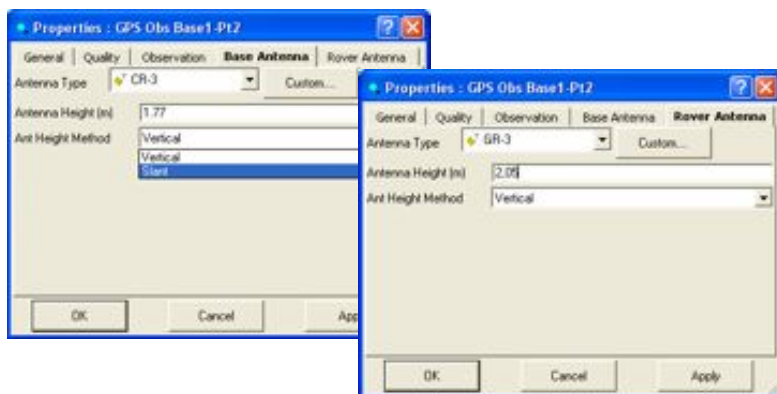 Properties : GPS Obs Base1-Pt2
General Quality Observation Base Antenna Rover Antenna
Antenna Type CR-3 Custom...
Antenna Height (m) 1.77
Ant Height Method Vertical
Vertical
Slant
OK Cancel App
Properties : GPS Obs Base1-Pt2
General Quality Observation Base Antenna Rover Antenna
Antenna Type GR-3 Custom...
Antenna Height (m) 2.05
Ant Height Method Vertical
OK Cancel Apply